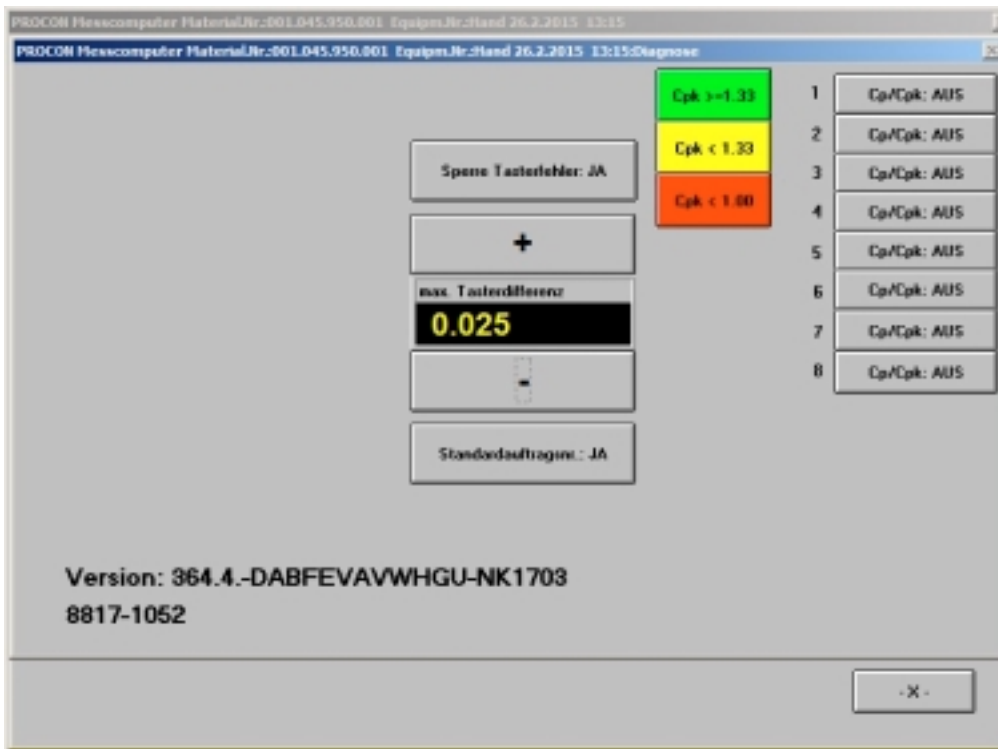 PROCON Messcomputer Material.Nr.:001.045.950.001 Equipm.Nr.:Hand 26.2.2015 13:15
PROCON Messcomputer Material.Nr.:001.045.950.001 Equipm.Nr.:Hand 26.2.2015 13:15:Diagnose
Cpk >=1.33
Cpk < 1.33
Cpk < 1.00
Sperre Tasterfehler: JA
+
max. Tasterdifferenz
0.025
-
Standardauftragsnr.: JA
1 Cp/Cpk: AUS
2 Cp/Cpk: AUS
3 Cp/Cpk: AUS
4 Cp/Cpk: AUS
5 Cp/Cpk: AUS
6 Cp/Cpk: AUS
7 Cp/Cpk: AUS
8 Cp/Cpk: AUS
Version: 364.4.-DABFEVAVWHGU-NK1703
8817-1052
-X-